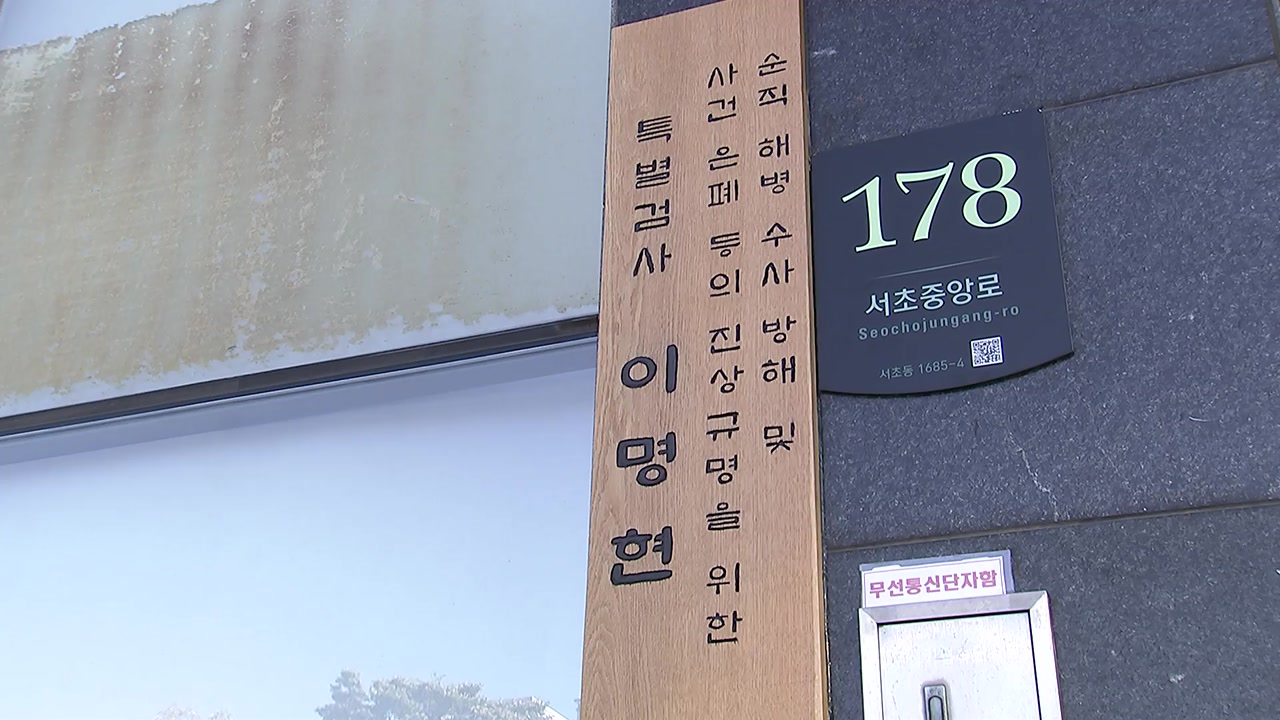 순직 해병 수사 방해 및
사건 은폐 등의 진상 규명을 위한
특별검사 이명현
178
서초중앙로
Seochojungang-ro
서초동 1685-4
무선통신단자함